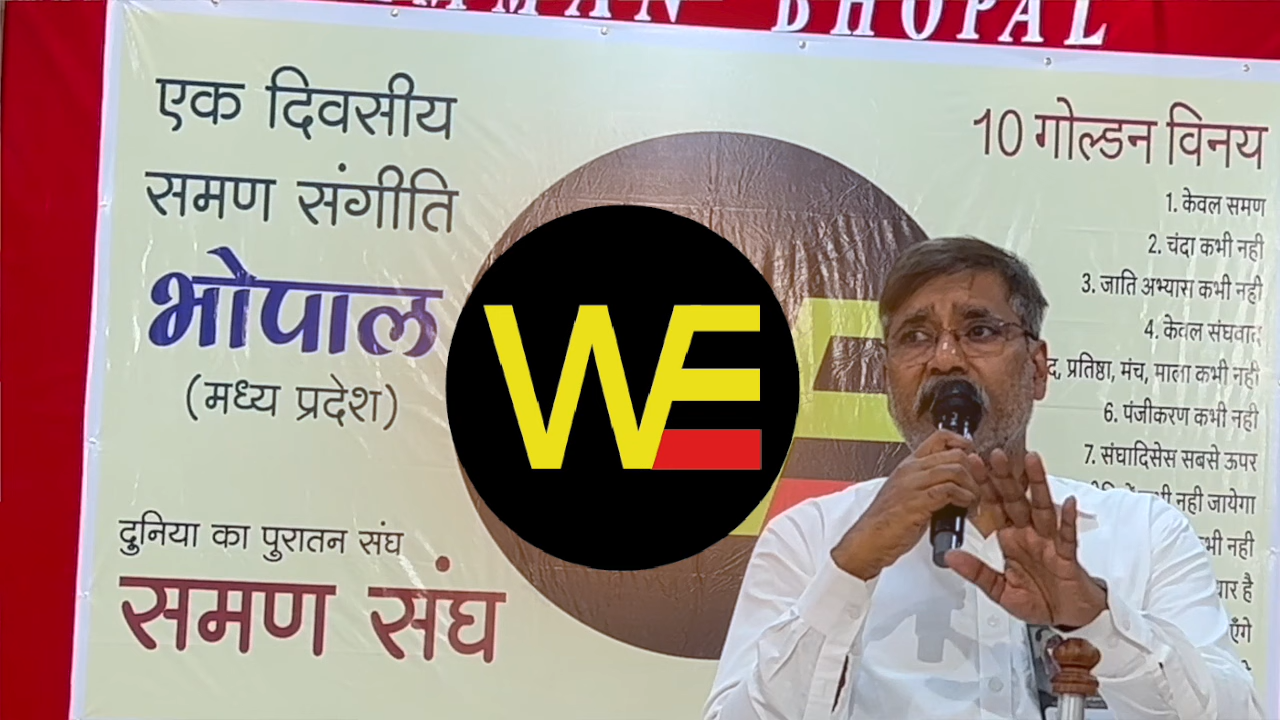 BHOPAL
एक दिवसीय
समण संगीति
भोपाल
(मध्य प्रदेश)
दुनिया का पुरातन संघ
समण संघ
WE
10 गोल्डन विनय
1. केवल समण
2. चंदा कभी नही
3. जाति अभ्यास कभी नही
4. केवल संघवाद
प्रतिष्ठा, मंच, माला कभी नही
6. पंजीकरण कभी नही
7. संघादिसेस सबसे ऊपर
नही जायेगा
नही
है